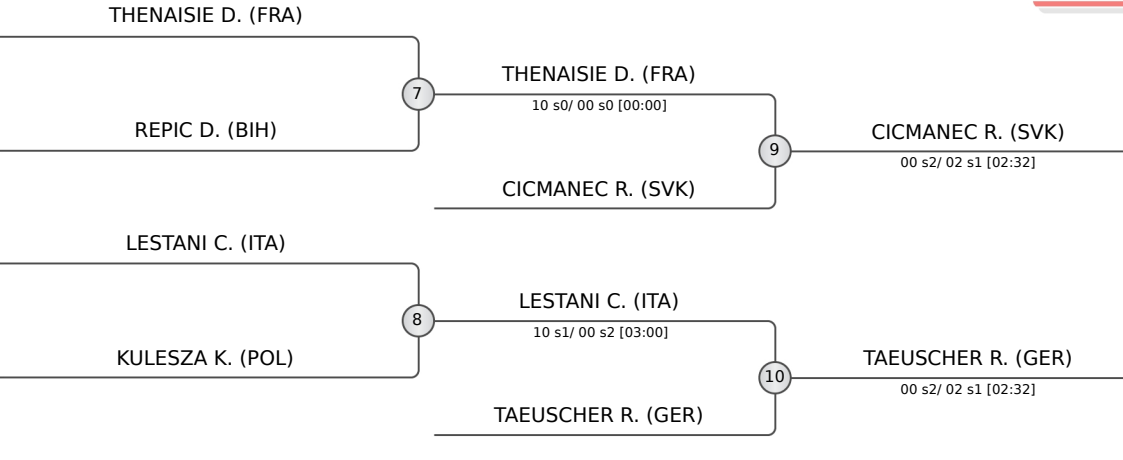 THENAISIE D. (FRA)
7
REPIC D. (BIH)
THENAISIE D. (FRA)
10 s0/ 00 s0 [00:00]
9
CICMANEC R. (SVK)
CICMANEC R. (SVK)
00 s2/ 02 s1 [02:32]
LESTANI C. (ITA)
8
KULESZA K. (POL)
LESTANI C. (ITA)
10 s1/ 00 s2 [03:00]
10
TAEUSCHER R. (GER)
TAEUSCHER R. (GER)
00 s2/ 02 s1 [02:32]